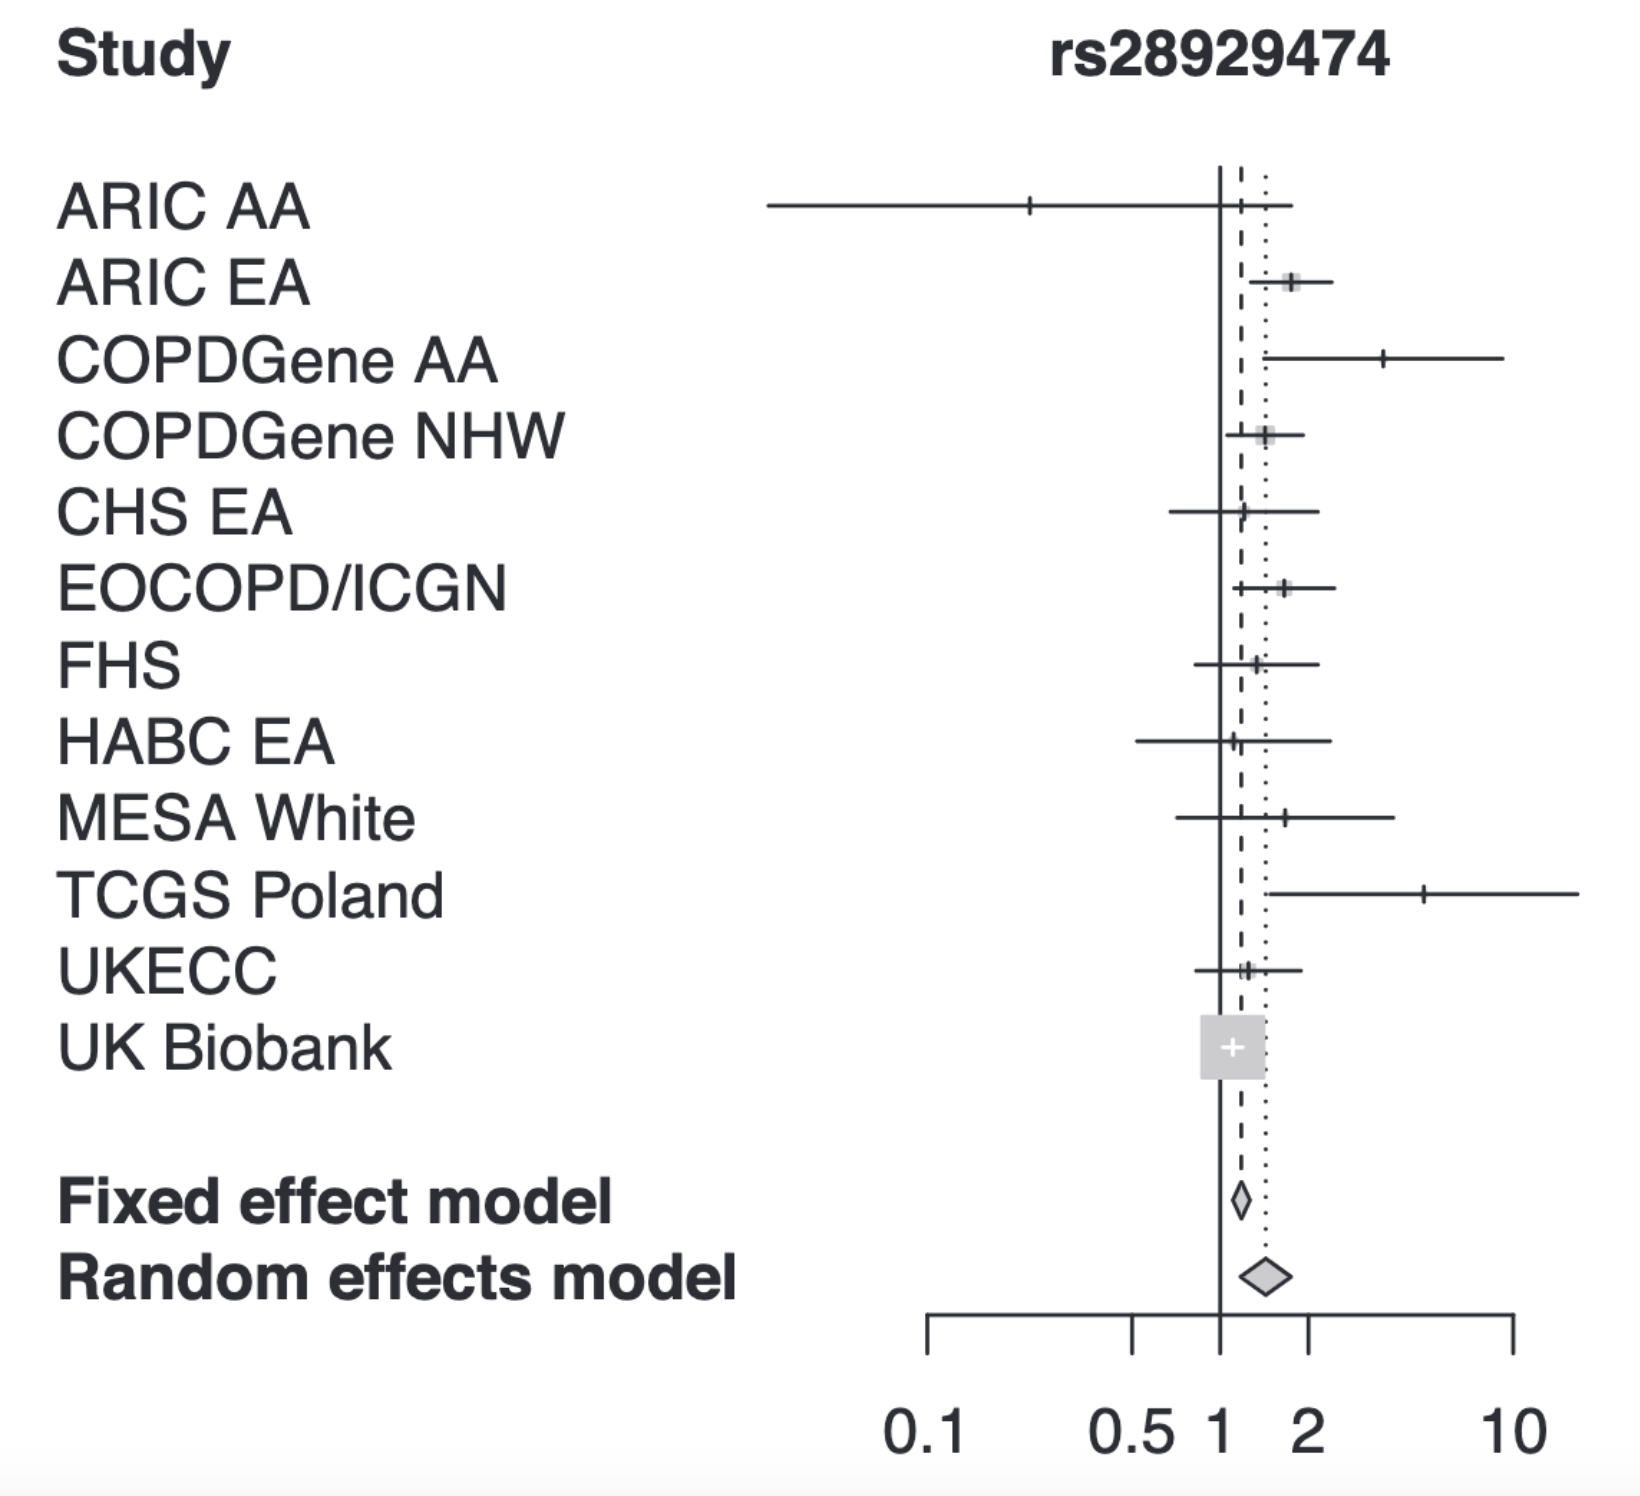 Study rs28929474
ARIC AA
ARIC EA
COPDGene AA
COPDGene NHW
CHS EA
EOCOPD/ICGN
FHS
HABC EA
MESA White
TCGS Poland
UKECC
UK Biobank
Fixed effect model
Random effects model
0.1 0.5 1 2 10